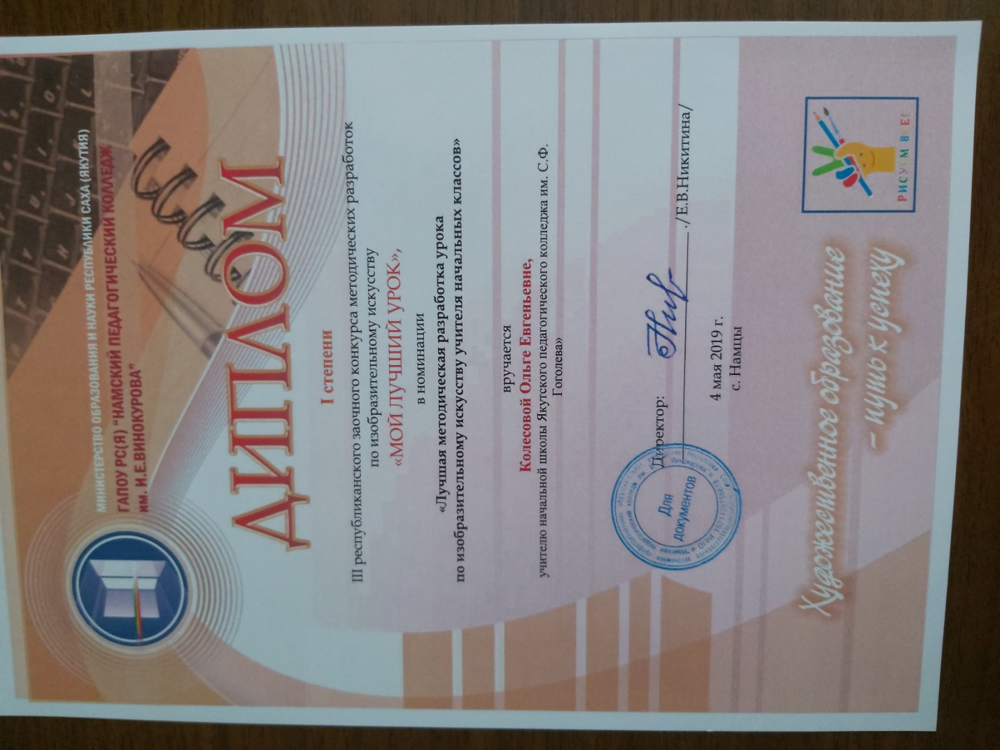 МИНИСТЕРСТВО ОБРАЗОВАНИЯ И НАУКИ РЕСПУБЛИКИ САХА (ЯКУТИЯ)
ГАПОУ РС(Я) "НАМСКИЙ ПЕДАГОГИЧЕСКИЙ КОЛЛЕДЖ
им. И.Е.ВИНОКУРОВА"
ДИПЛОМ
I степени
III республиканского заочного конкурса методических разработок
по изобразительному искусству
«МОЙ ЛУЧШИЙ УРОК»,
в номинации
«Лучшая методическая разработка урока
по изобразительному искусству учителя начальных классов»
вручается
Колесовой Ольге Евгеньевне,
учителю начальной школы Якутского педагогического колледжа им. С.Ф.
Гоголева»
Директор: ./Е.В.Никитина/
Для
документов
4 мая 2019 г.
с. Намцы
Художественное образование
– путь к успеху
РИСУЕМ ВСЕ!